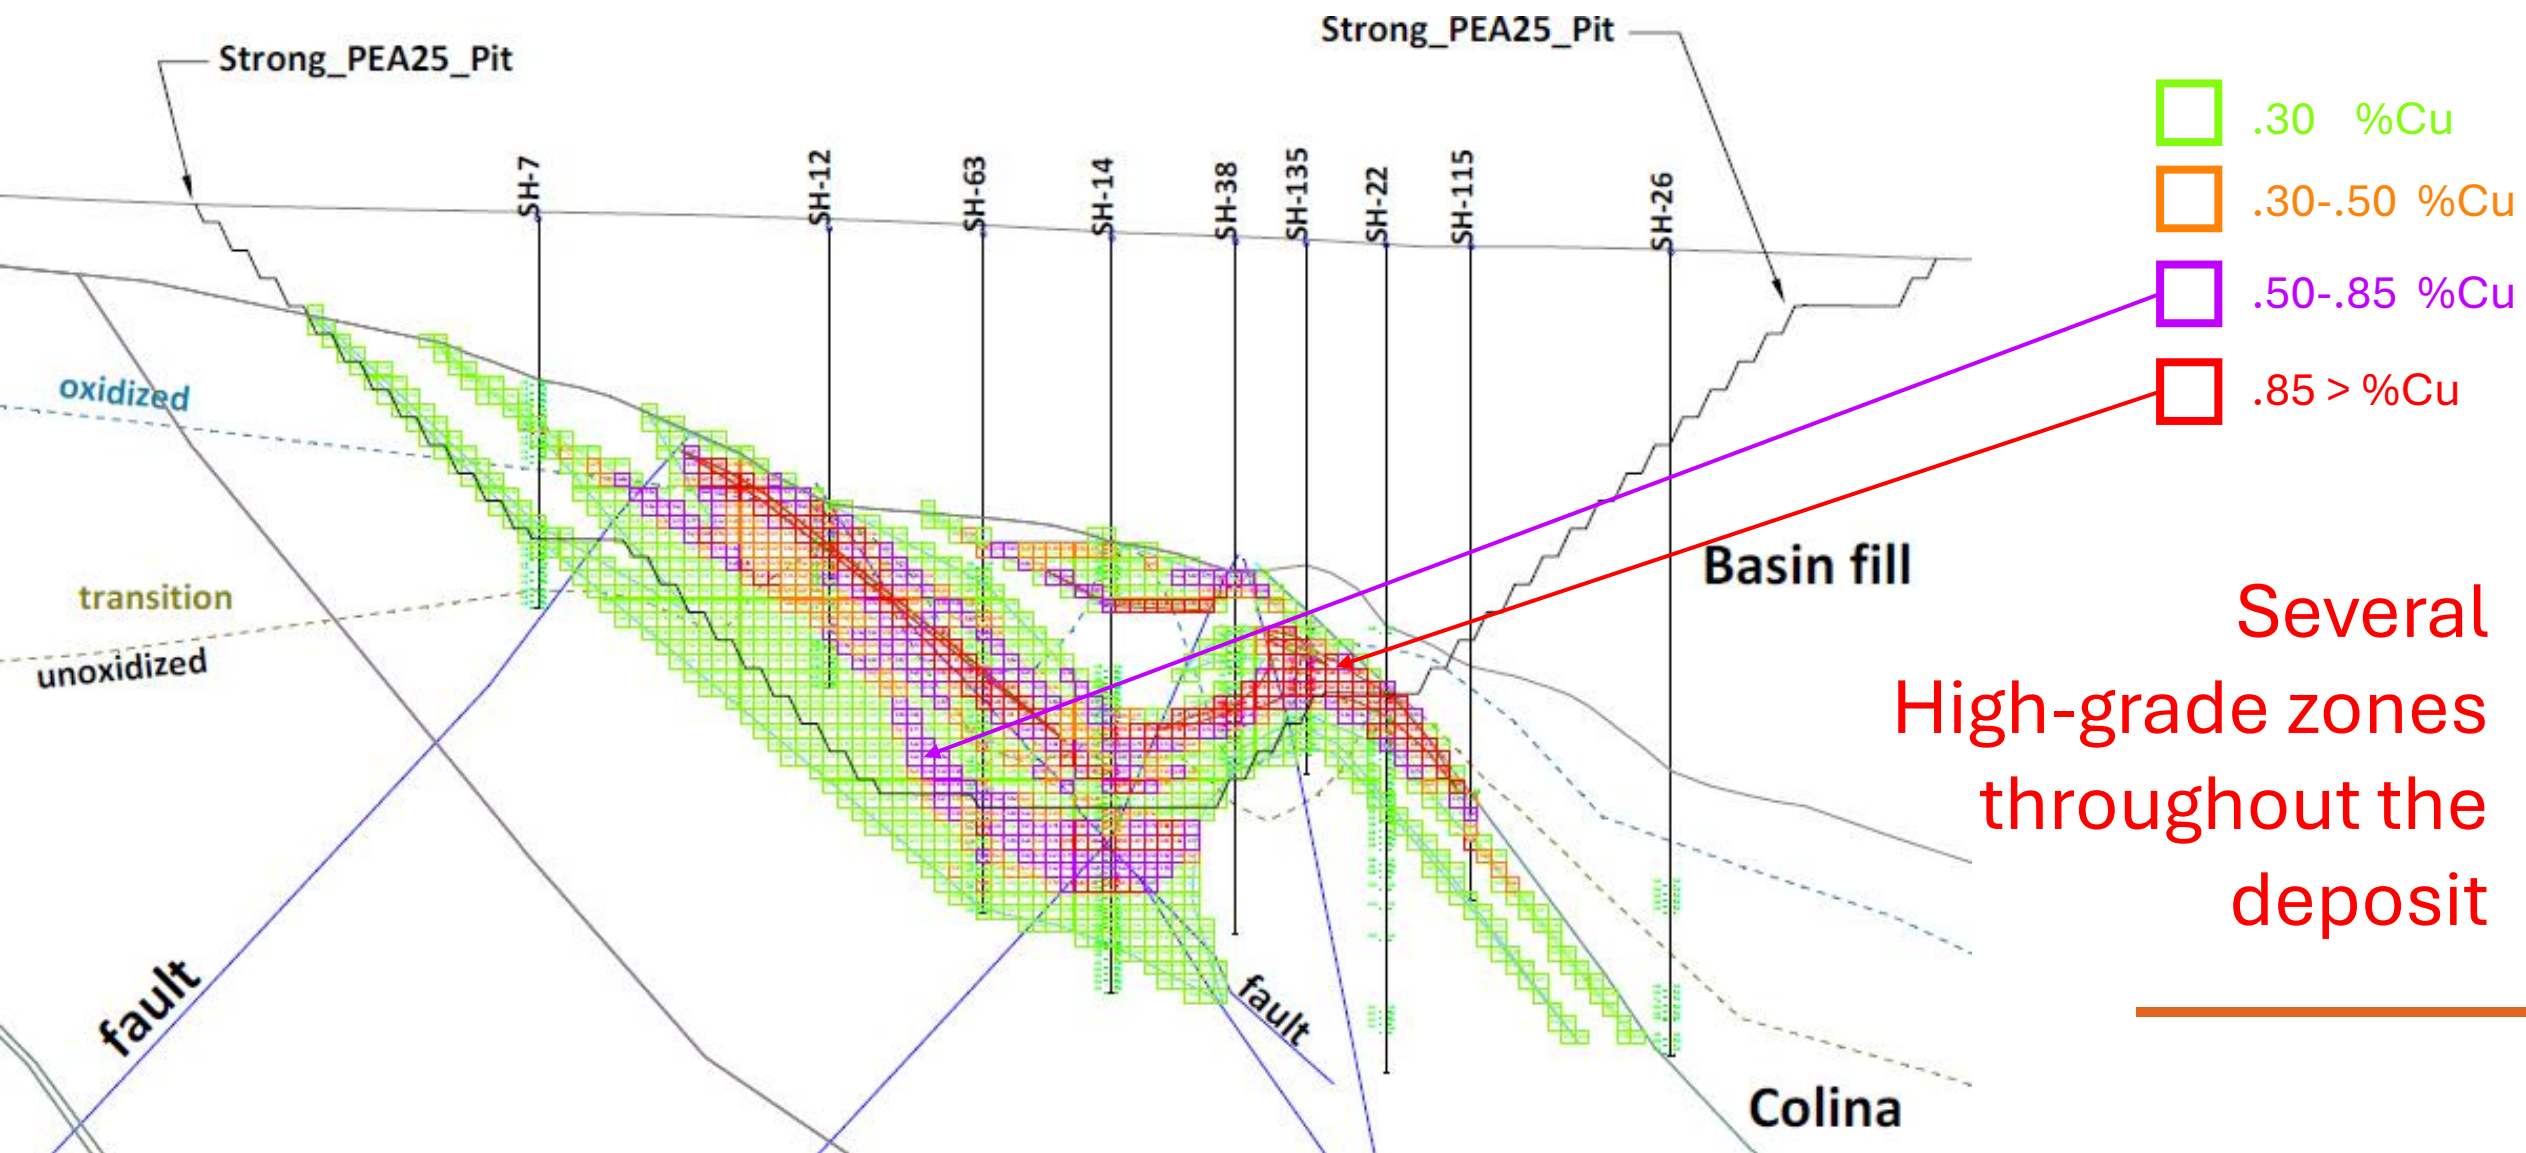 Strong_PEA25_Pit
Strong_PEA25_Pit
.30 %Cu
.30-.50 %Cu
.50-.85 %Cu
.85 > %Cu
SH-7
SH-12
SH-63
SH-14
SH-38
SH-135
SH-22
SH-115
SH-26
oxidized
transition
unoxidized
Basin fill
Several
High-grade zones
throughout the
deposit
fault
fault
Colina